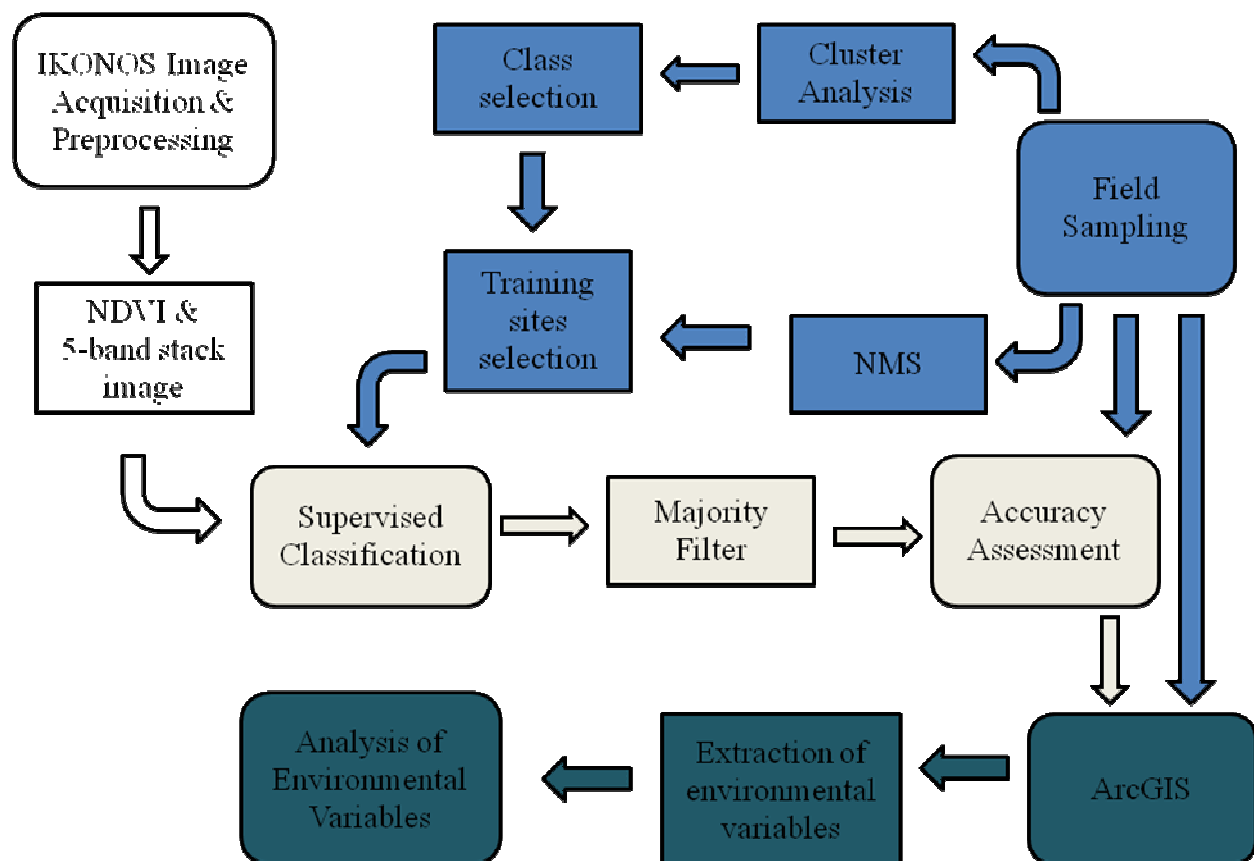 IKONOS Image
Acquisition &
Preprocessing
Class
selection
Cluster
Analysis
Field
Sampling
NDVI &
5-band stack
image
Training
sites
selection
NMS
Supervised
Classification
Majority
Filter
Accuracy
Assessment
Analysis of
Environmental
Variables
Extraction of
environmental
variables
ArcGIS